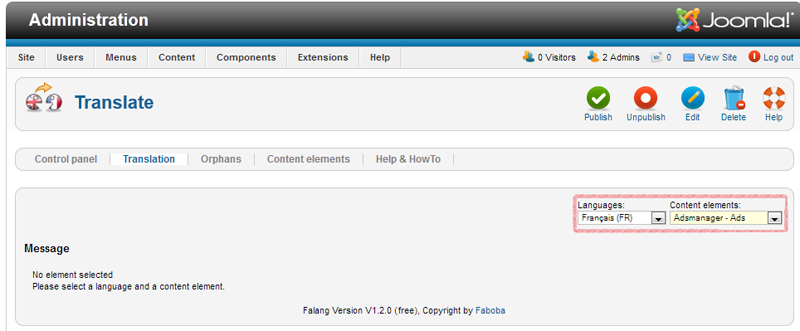 Administration
Joomla!
Site Users Menus Content Components Extensions Help 0 Visitors 2 Admins 0 View Site Log out
Translate
Publish Unpublish Edit Delete Help
Control panel Translation Orphans Content elements Help & HowTo
Languages: Content elements:
Français (FR) Adsmanager - Ads
Message
No element selected
Please select a language and a content element.
Falang Version V1.2.0 (free), Copyright by Faboba